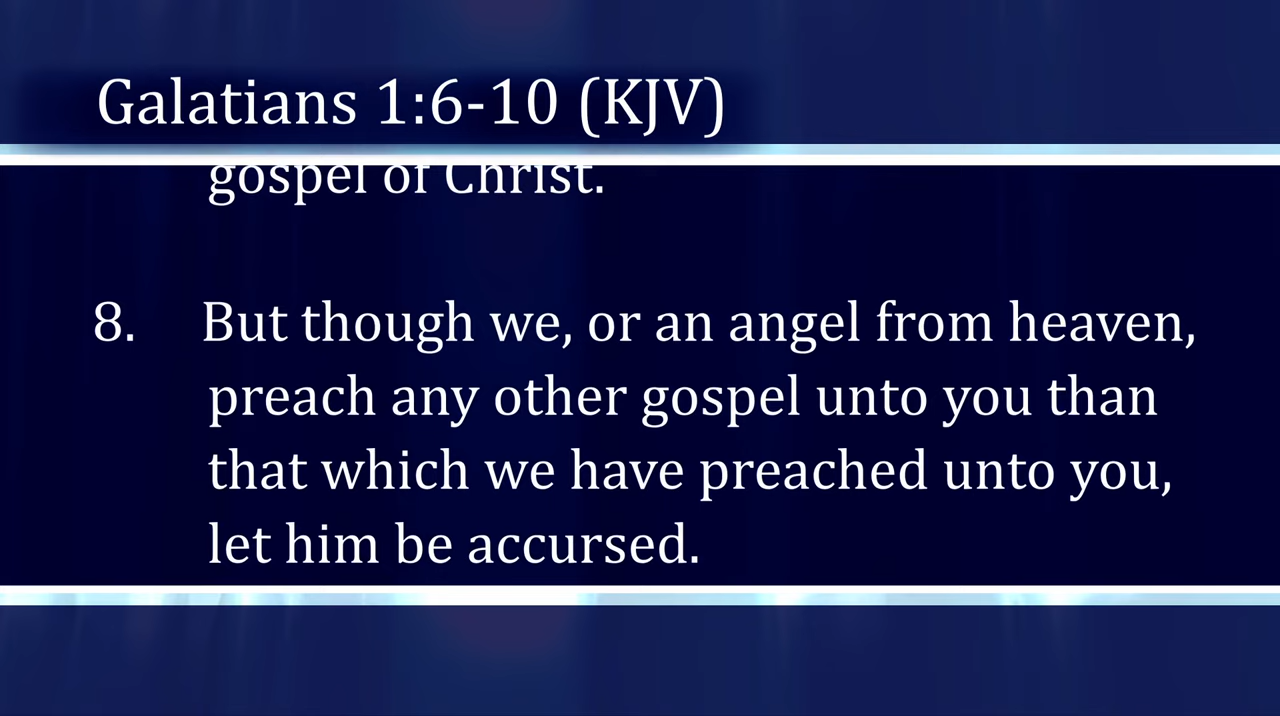 Galatians 1:6-10 (KJV)
gospel of Christ.
8. But though we, or an angel from heaven,
preach any other gospel unto you than
that which we have preached unto you,
let him be accursed.